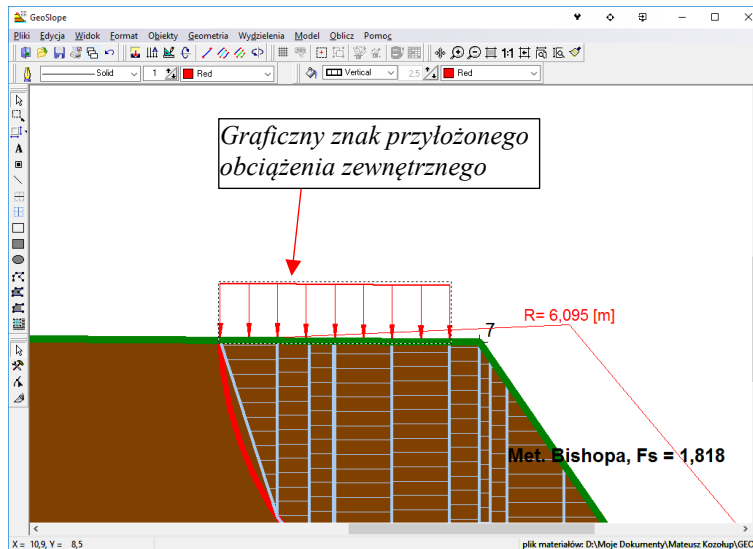 GeoSlope
Pliki Edycja Widok Format Obiekty Geometria Wydzielenia Model Oblicz Pomoc
1:1
Solid 1 Red Vertical 2,5 Red
A
Graficzny znak przyłożonego
obciążenia zewnętrznego
R= 6,095 [m]
7
Met. Bishopa, Fs = 1,818
X = 10,9, Y = 8,5
plik materiałów: D:\Moje Dokumenty\Mateusz Kozołup\GEO